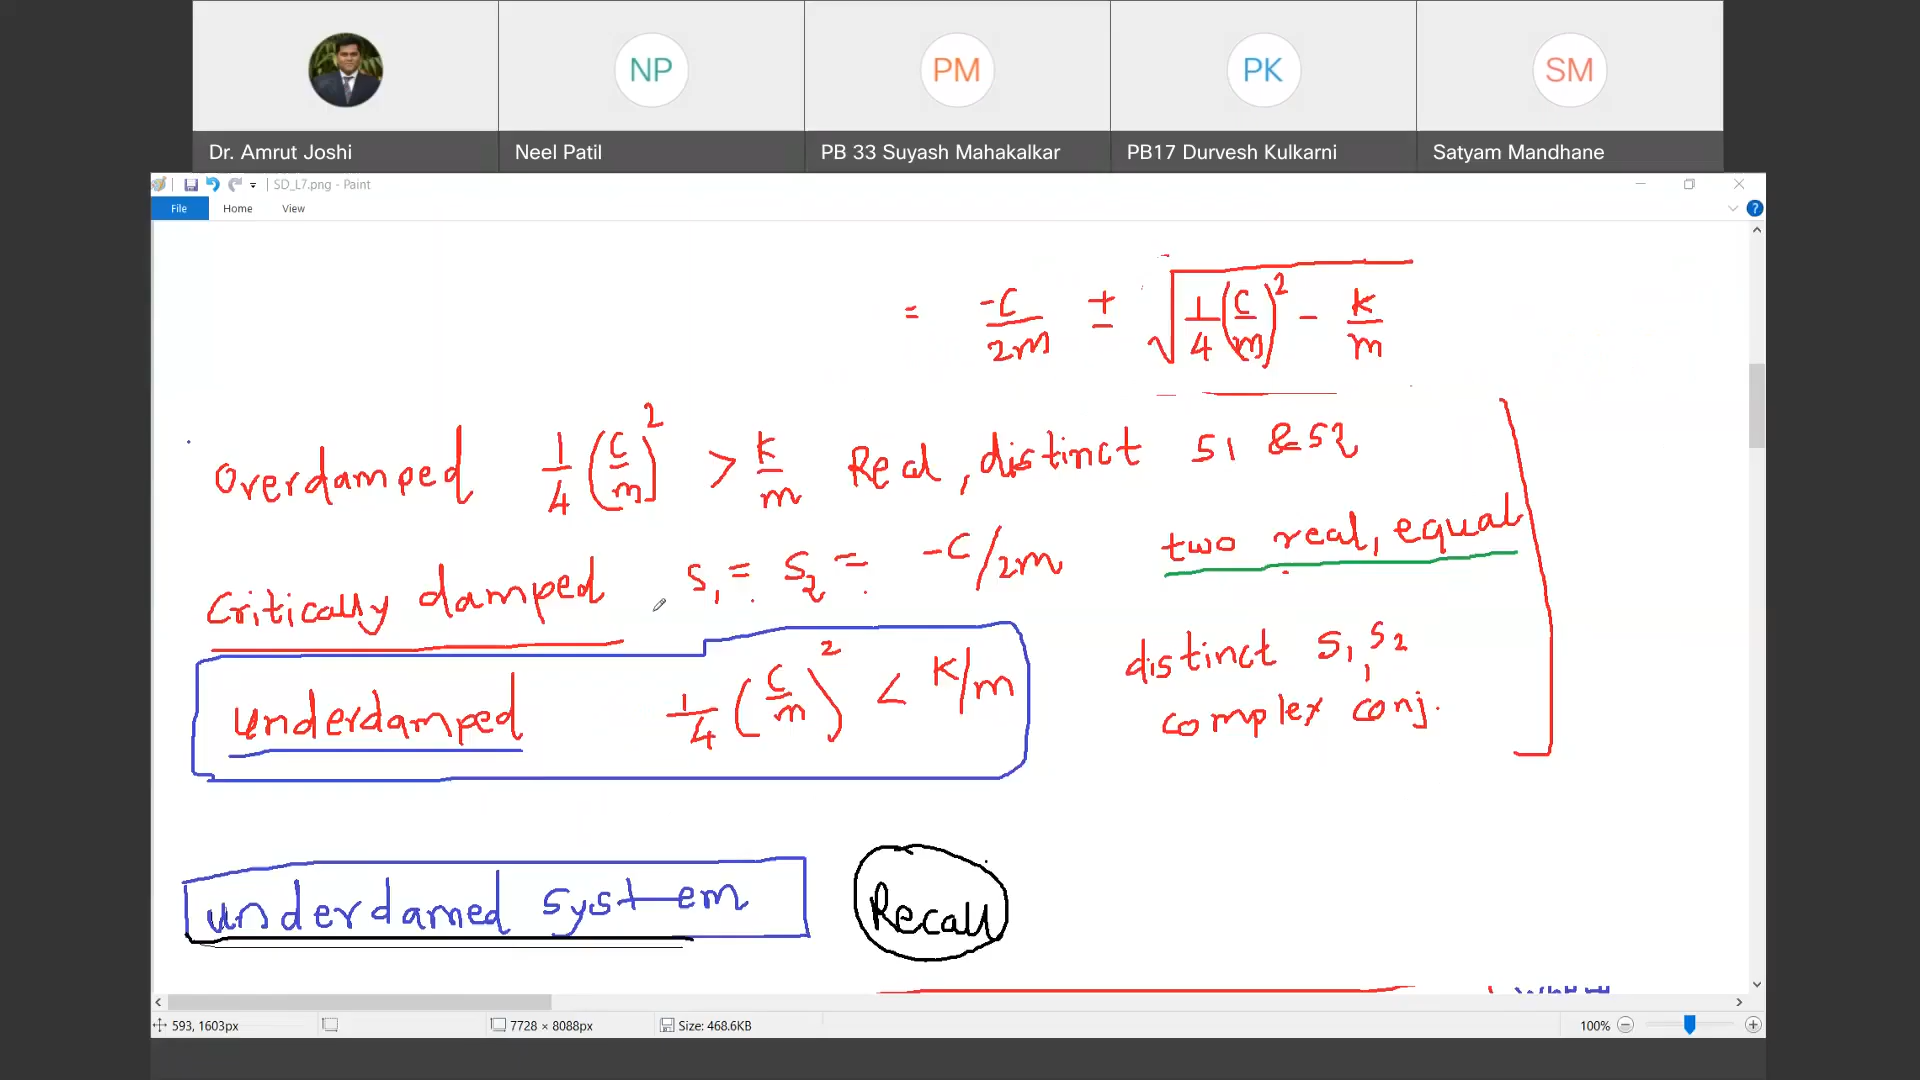 NP
PM
PK
SM
Dr. Amrut Joshi
Neel Patil
PB 33 Suyash Mahakalkar
PB17 Durvesh Kulkarni
Satyam Mandhane
SD_L7.png - Paint
File
Home
View
= -C/2m ± √(1/4 (C/m)² - K/m)
Overdamped 1/4 (C/m)² > K/m Real, distinct S1 & S2
Critically damped, S₁ = S₂ = -C/2m two real, equal
underdamped 1/4 (C/m)² < K/m distinct S₁, S₂
complex conj.
underdamed system
Recall
593, 1603px
7728 × 8088px
Size: 468.6KB
100%